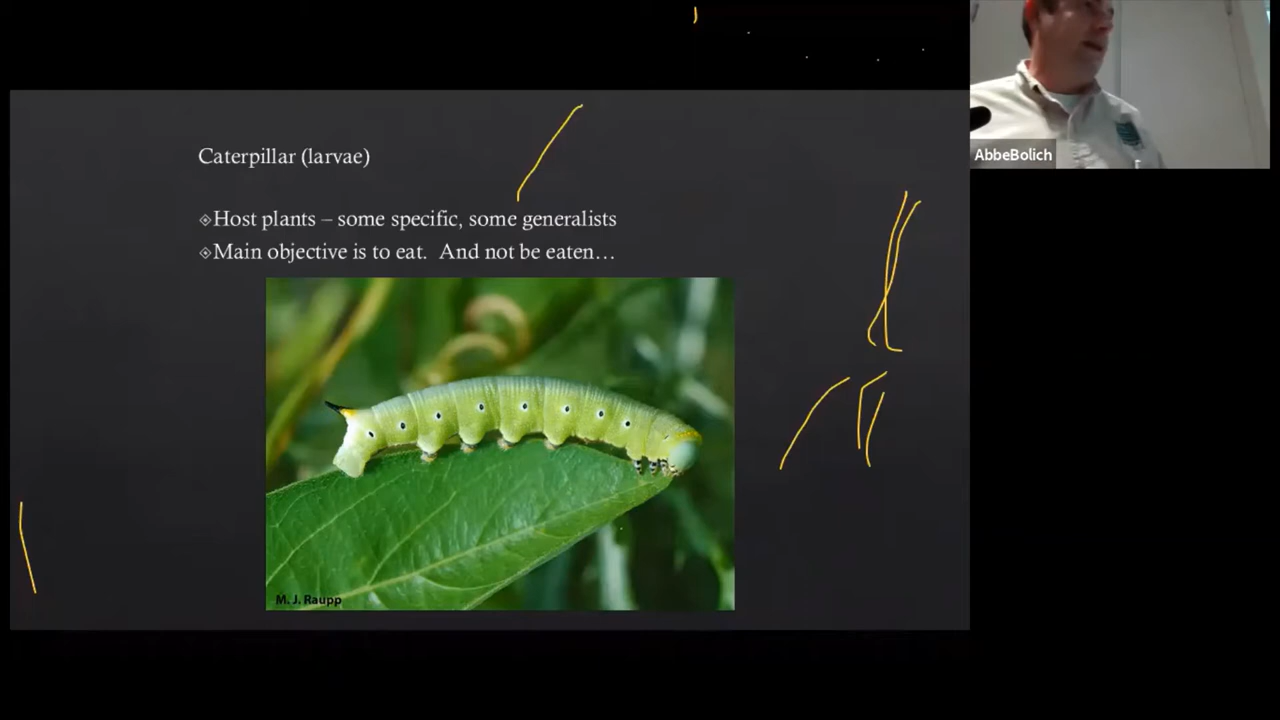 AbbeBolich
Caterpillar (larvae)
◈Host plants – some specific, some generalists
◈Main objective is to eat.  And not be eaten…
M. J. Raupp